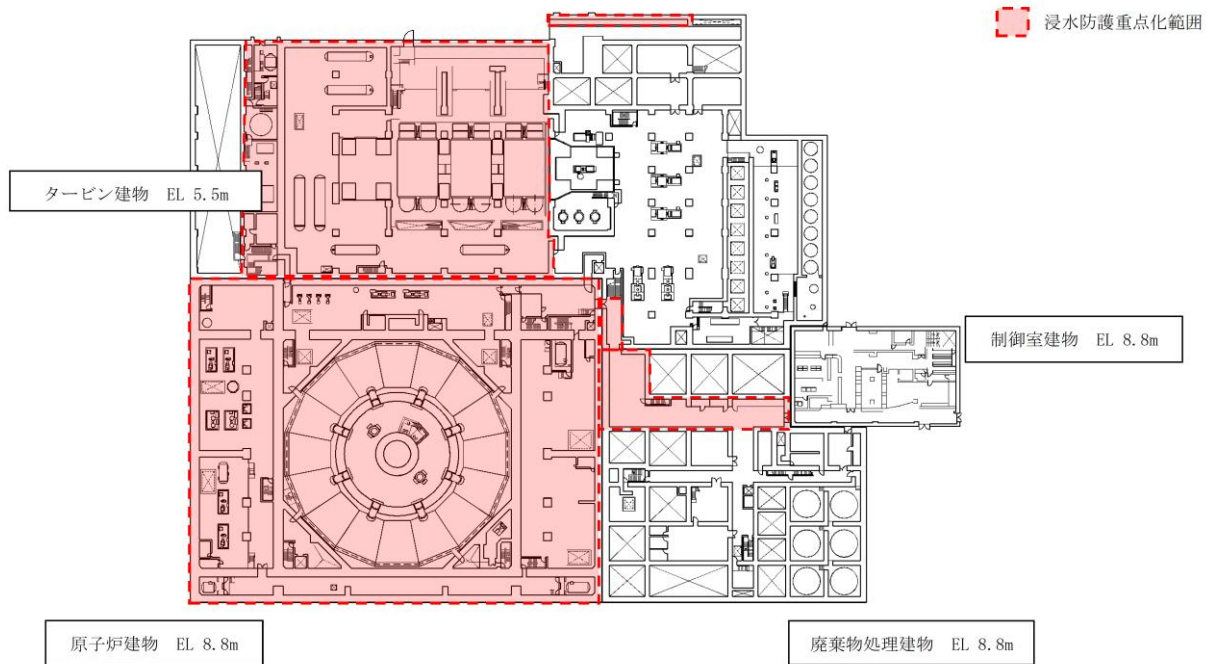 浸水防護重点化範囲
タービン建物 EL 5.5m
制御室建物 EL 8.8m
原子炉建物 EL 8.8m
廃棄物処理建物 EL 8.8m